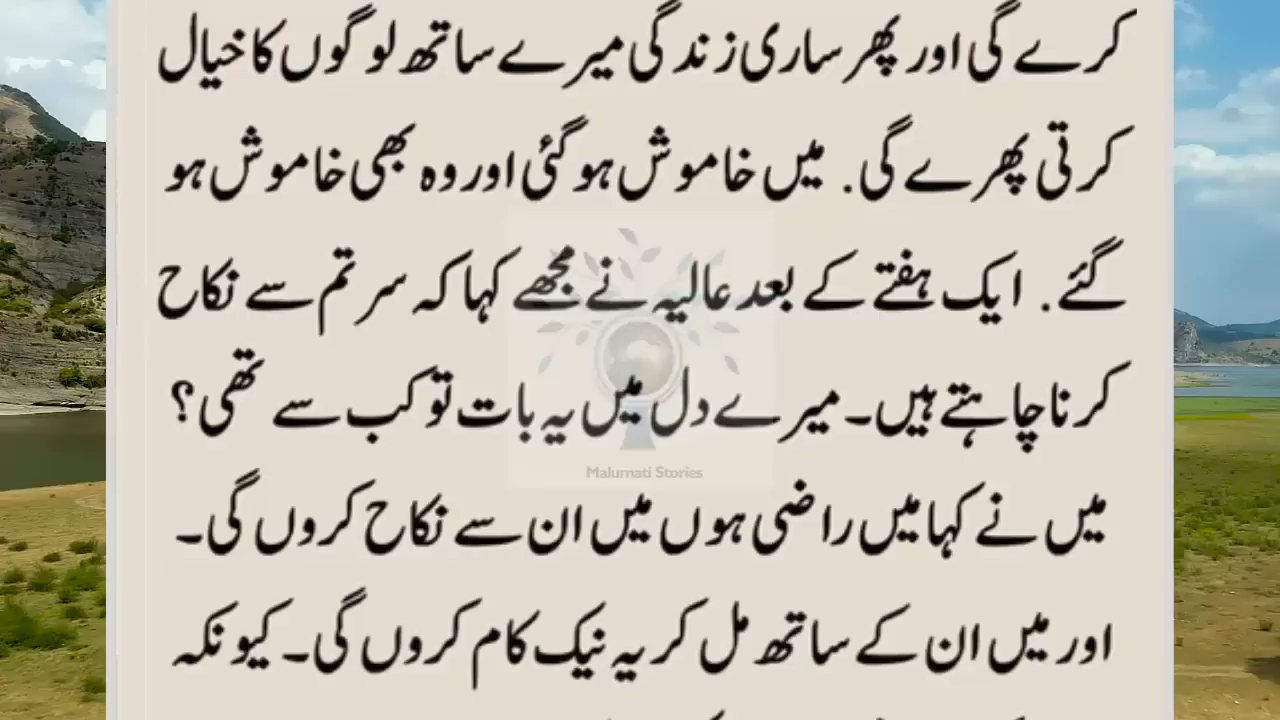 کرے گی اور پھر ساری زندگی میرے ساتھ لوگوں کا خیال
کرتی پھرے گی. میں خاموش ہوگئی اور وہ بھی خاموش ہو
گئے. ایک ہفتے کے بعد عالیہ نے مجھے کہا کہ سر تم سے نکاح
کرنا چاہتے ہیں۔ میرے دل میں یہ بات تو کب سے تھی؟
میں نے کہا میں راضی ہوں میں ان سے نکاح کروں گی۔
اور میں ان کے ساتھ مل کر یہ نیک کام کروں گی۔ کیونکہ
Malumati Stories